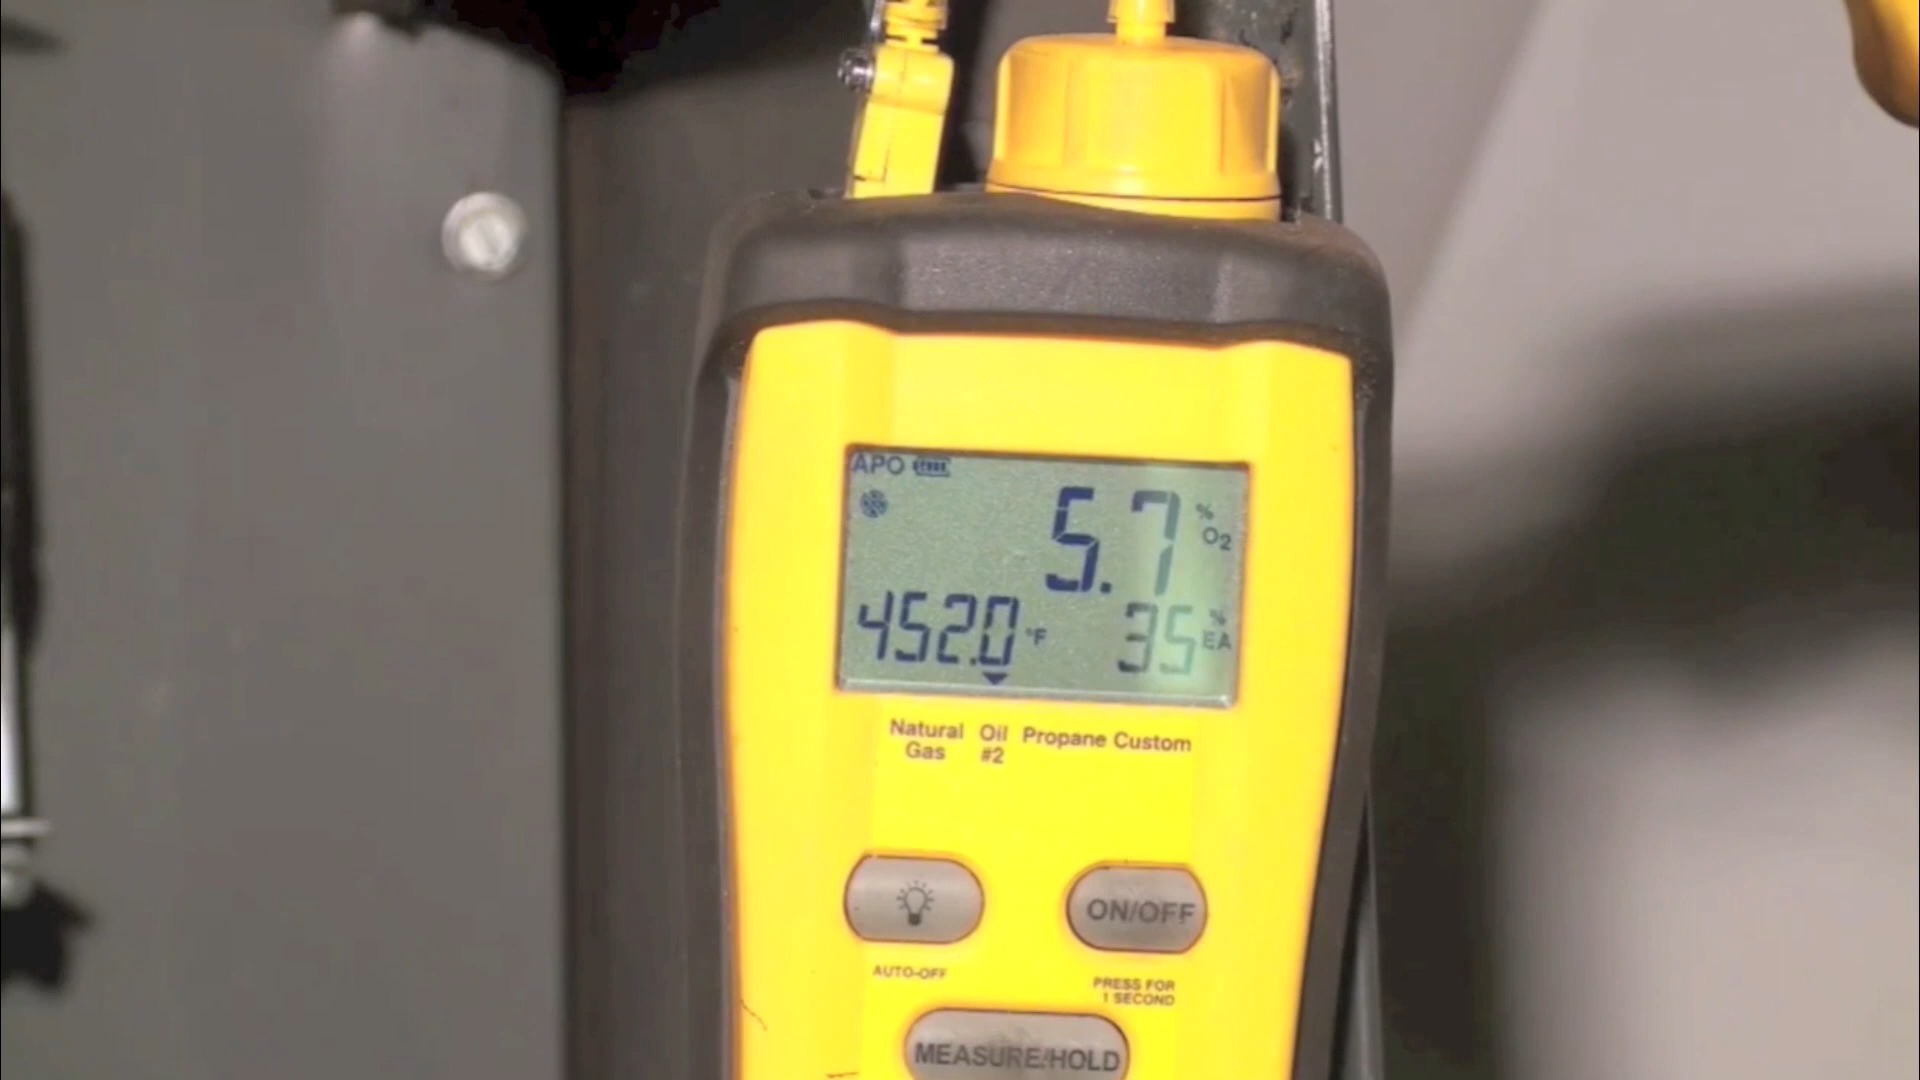 APO
5.7 % O2
452.0 °F 35 % EA
Natural Gas Oil #2 Propane Custom
ON/OFF
AUTO-OFF
PRESS FOR
1 SECOND
MEASURE/HOLD